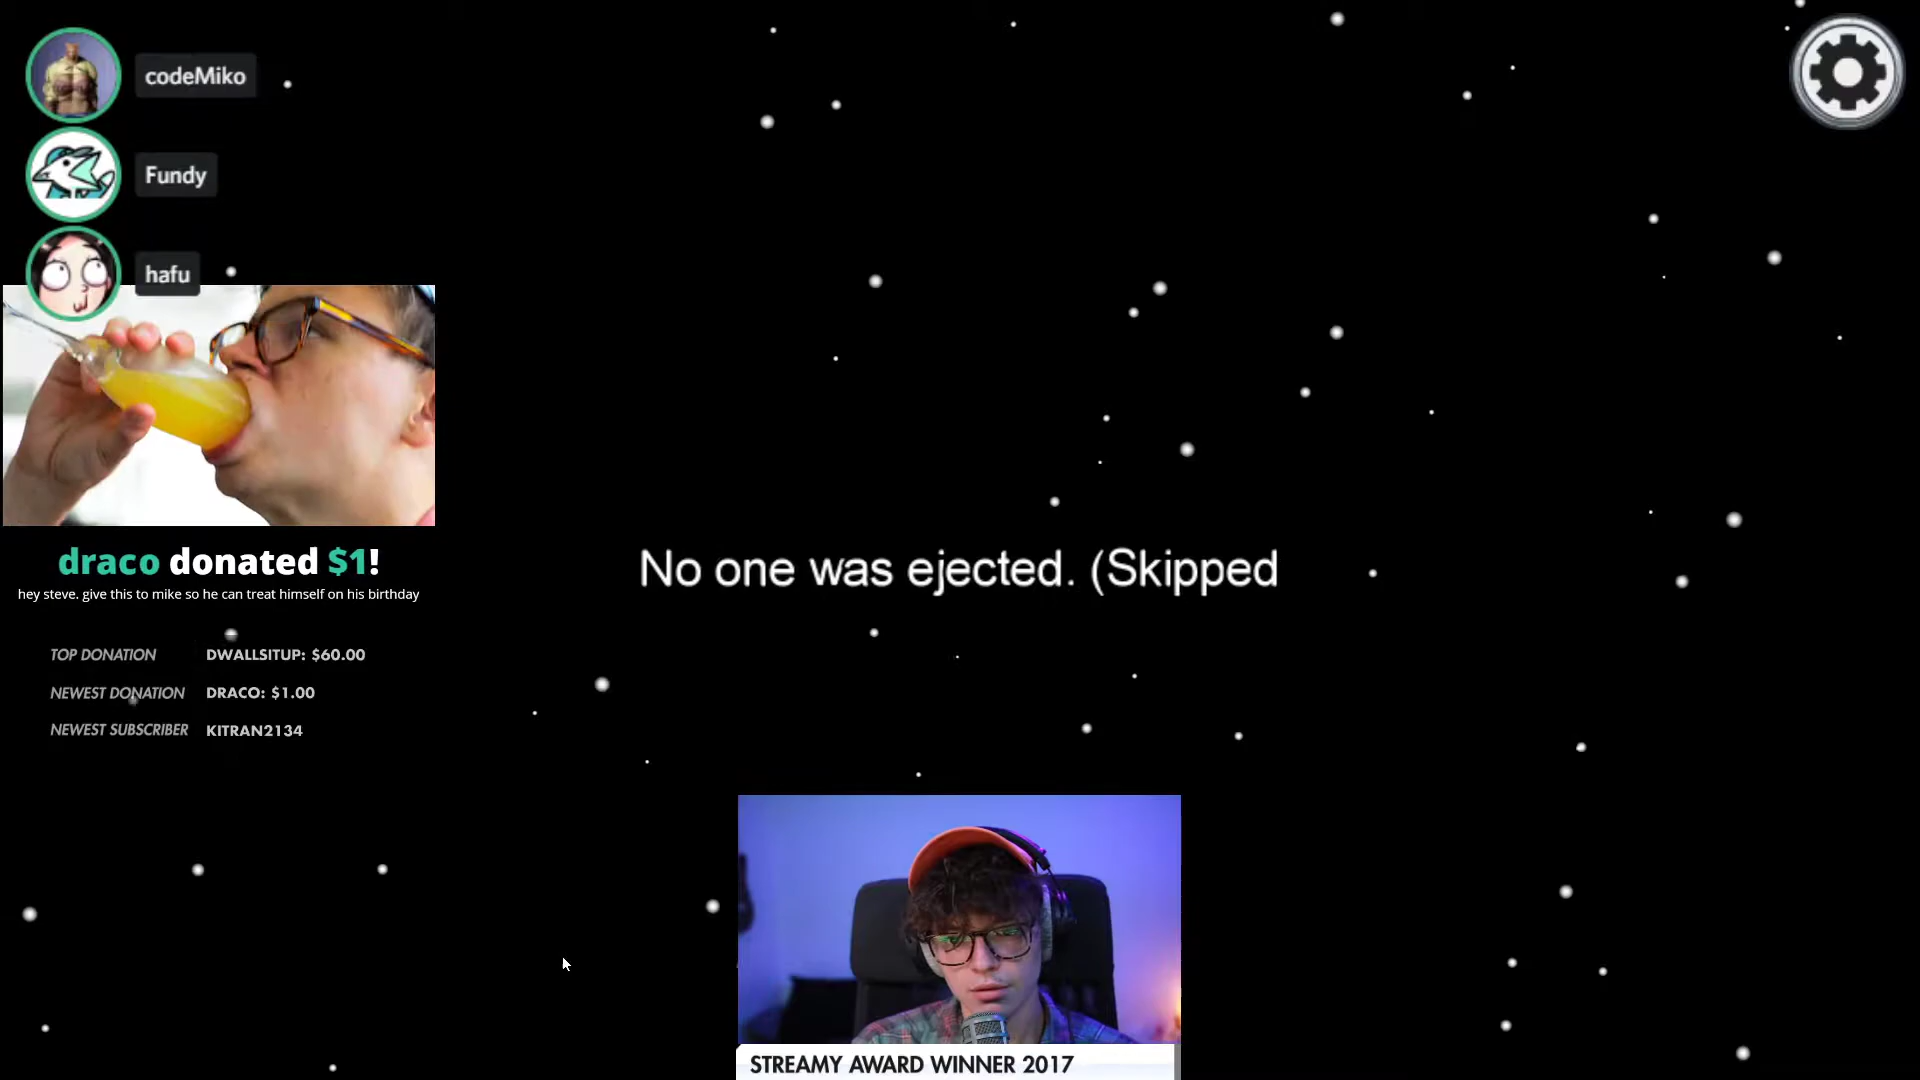 codeMiko
Fundy
hafu
draco donated $1!
hey steve. give this to mike so he can treat himself on his birthday
TOP DONATION DWALLSITUP: $60.00
NEWEST DONATION DRACO: $1.00
NEWEST SUBSCRIBER KITRAN2134
No one was ejected. (Skipped
STREAMY AWARD WINNER 2017